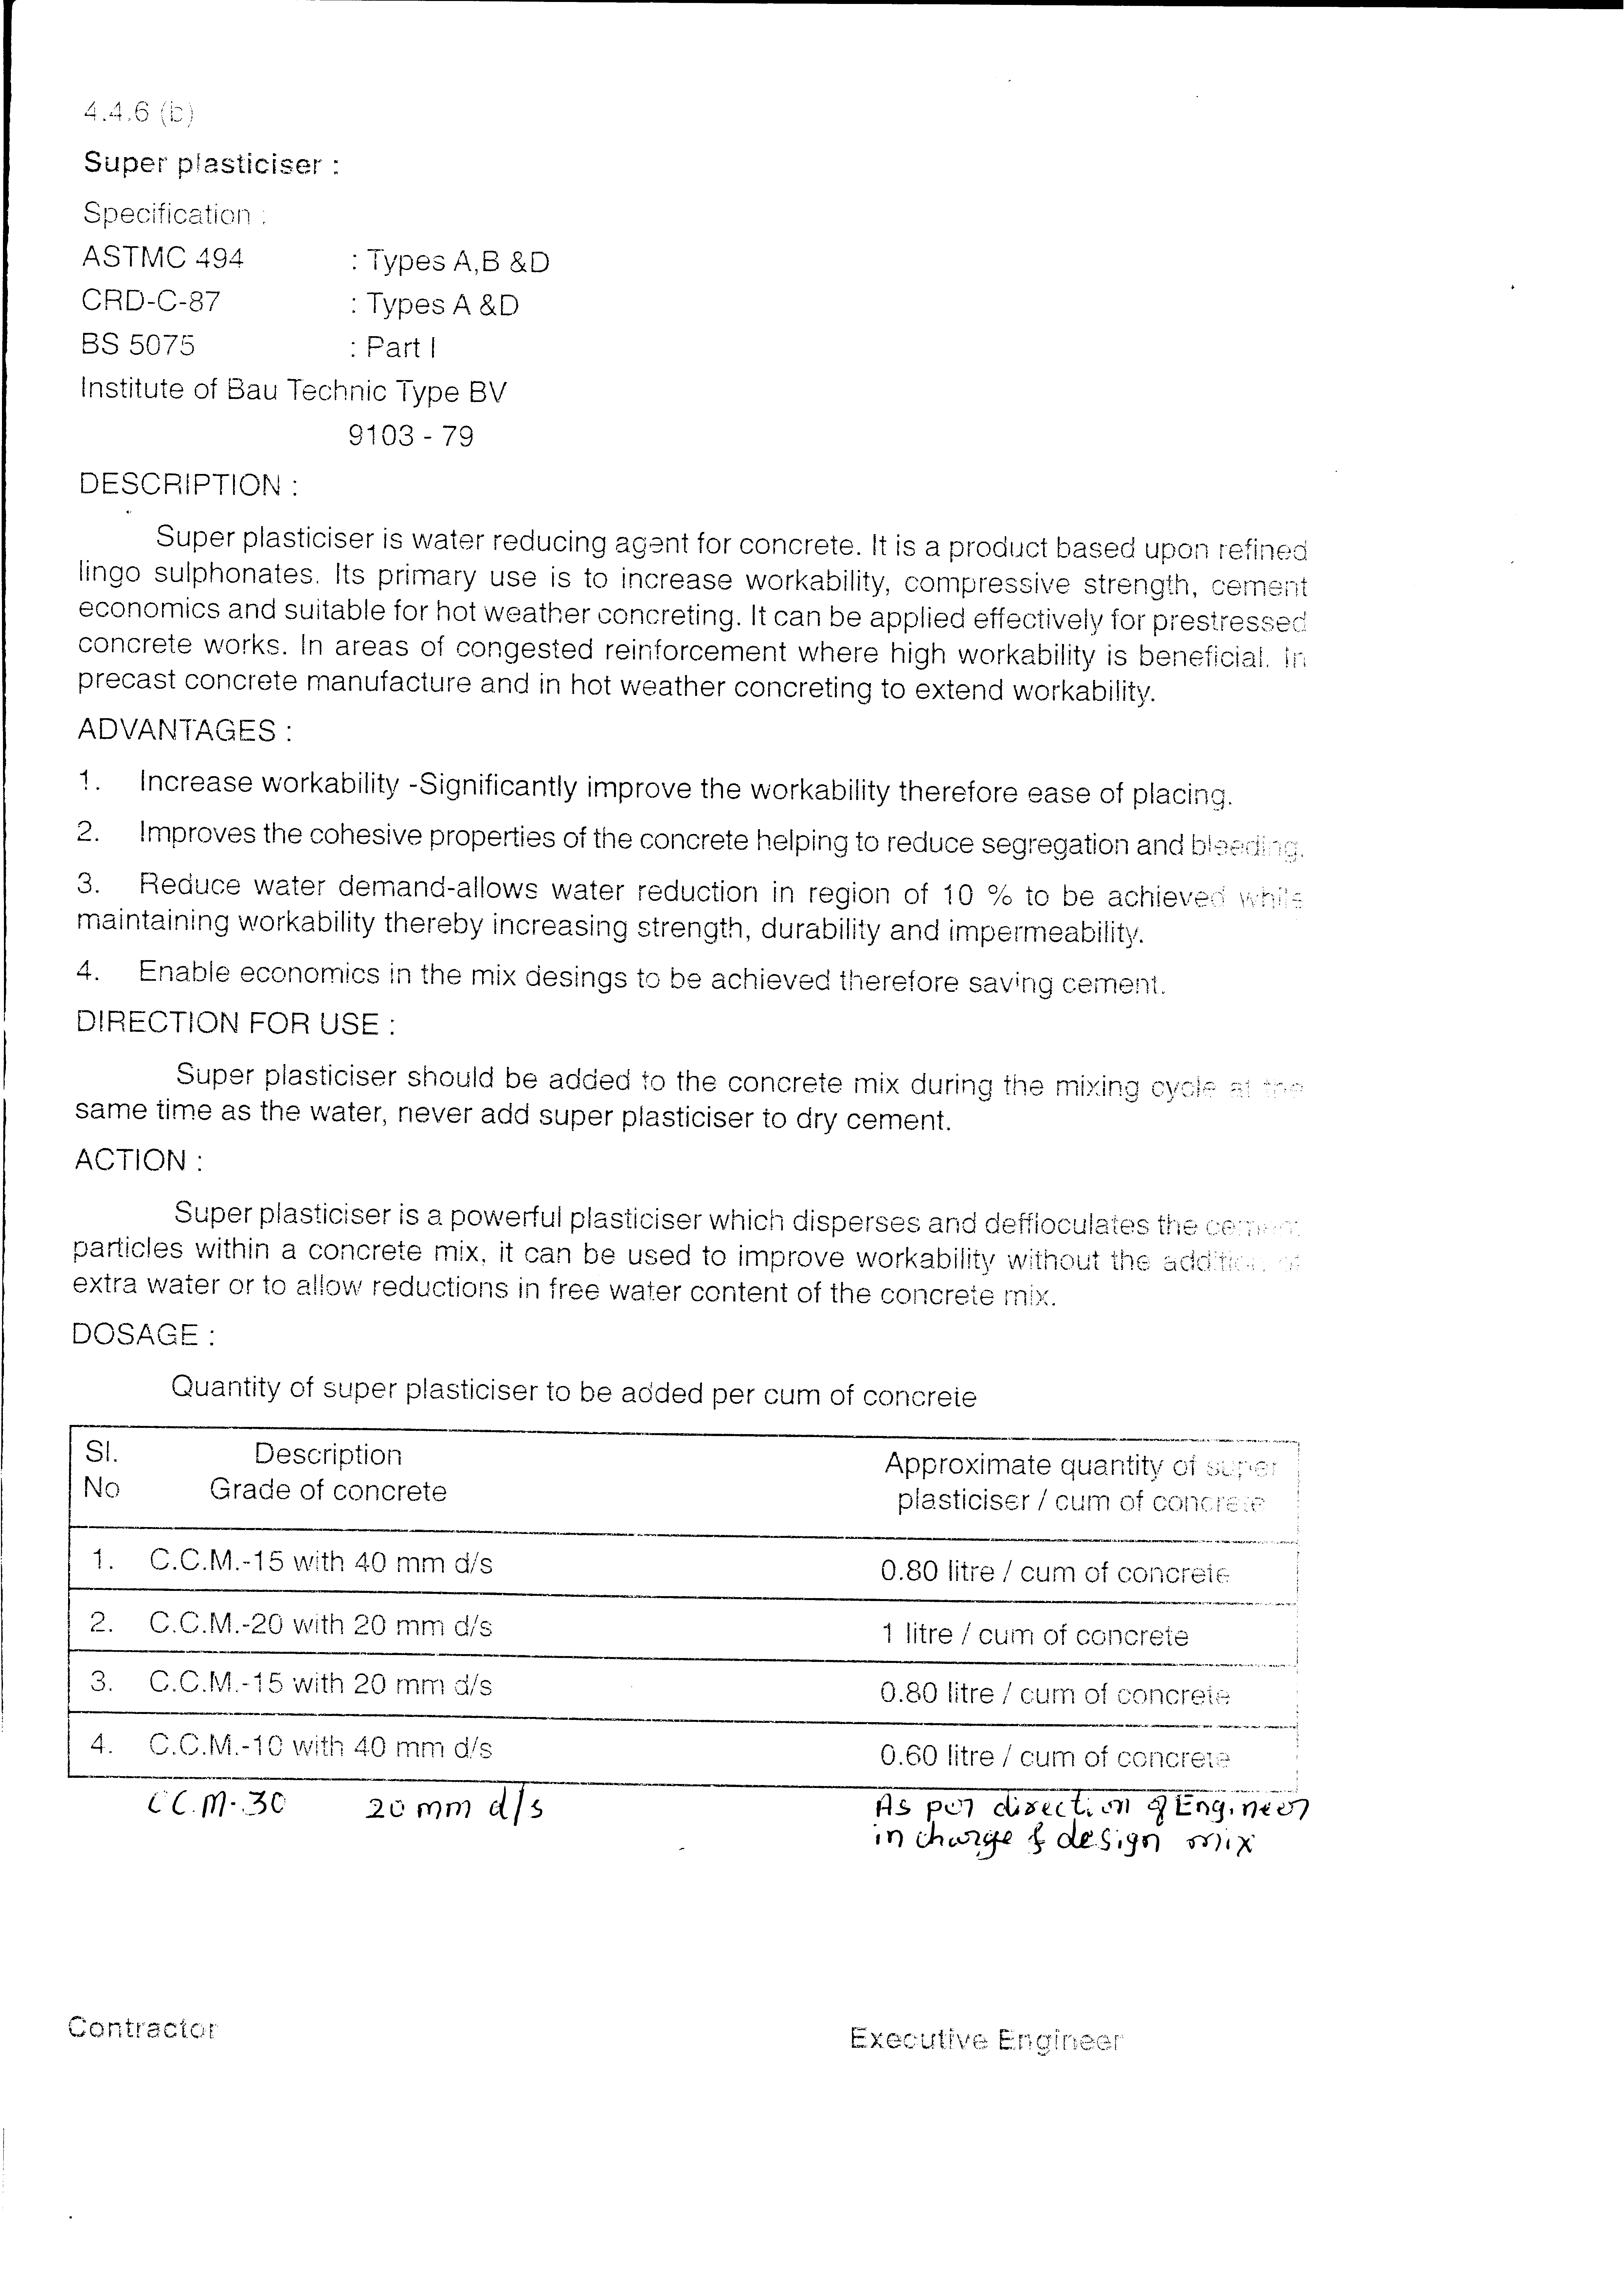 4.4.6 (b)
Super plasticiser :
Specification :
ASTMC 494 : Types A,B &D
CRD-C-87 : Types A &D
BS 5075 : Part I
Institute of Bau Technic Type BV
9103 - 79
DESCRIPTION :
Super plasticiser is water reducing agent for concrete. It is a product based upon refined
lingo sulphonates. Its primary use is to increase workability, compressive strength, cement
economics and suitable for hot weather concreting. It can be applied effectively for prestressed
concrete works. In areas of congested reinforcement where high workability is beneficial. In
precast concrete manufacture and in hot weather concreting to extend workability.
ADVANTAGES :
1. Increase workability -Significantly improve the workability therefore ease of placing.
2. Improves the cohesive properties of the concrete helping to reduce segregation and bleeding.
3. Reduce water demand-allows water reduction in region of 10 % to be achieved while
maintaining workability thereby increasing strength, durability and impermeability.
4. Enable economics in the mix desings to be achieved therefore saving cement.
DIRECTION FOR USE :
Super plasticiser should be added to the concrete mix during the mixing cycle at the
same time as the water, never add super plasticiser to dry cement.
ACTION :
Super plasticiser is a powerful plasticiser which disperses and deffloculates the cement
particles within a concrete mix, it can be used to improve workability without the addition of
extra water or to allow reductions in free water content of the concrete mix.
DOSAGE :
Quantity of super plasticiser to be added per cum of concrete
Sl. Description Approximate quantity of super
No Grade of concrete plasticiser / cum of concrete
1. C.C.M.-15 with 40 mm d/s 0.80 litre / cum of concrete
2. C.C.M.-20 with 20 mm d/s 1 litre / cum of concrete
3. C.C.M.-15 with 20 mm d/s 0.80 litre / cum of concrete
4. C.C.M.-10 with 40 mm d/s 0.60 litre / cum of concrete
C C.M-.30 20 mm d/s As per direction of Engineer
in charge & design mix
Contractor Executive Engineer